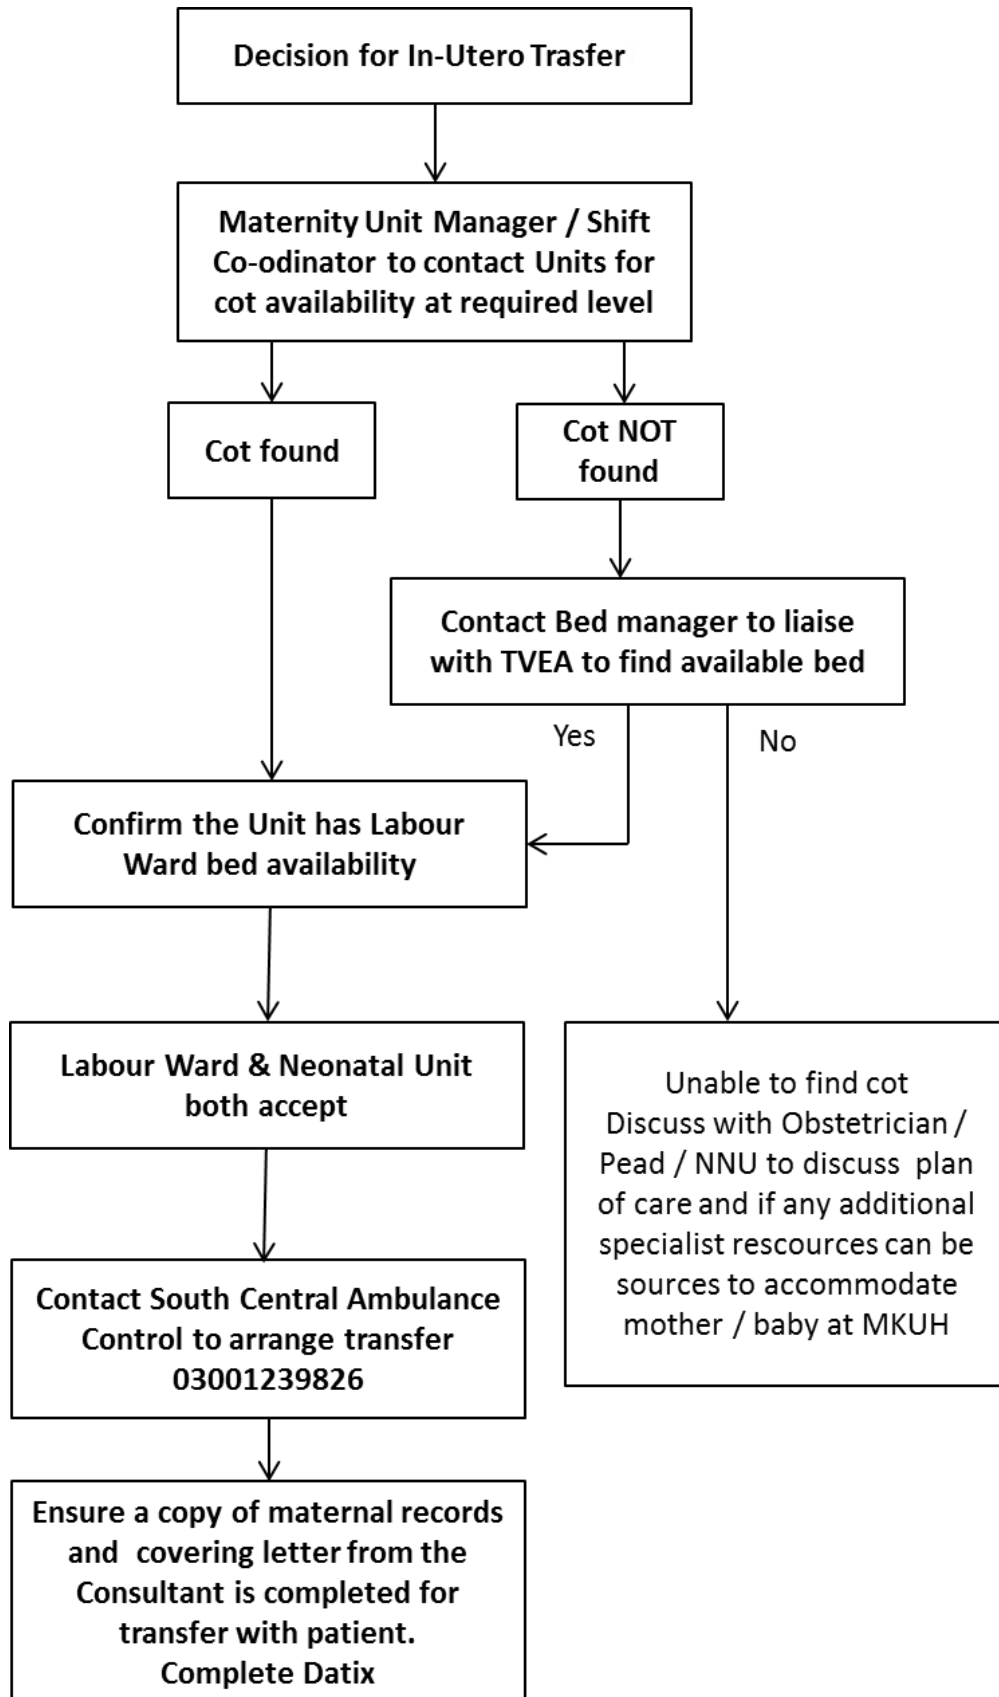 Decision for In-Utero Trasfer
Maternity Unit Manager / Shift
Co-odinator to contact Units for
cot availability at required level
Cot found
Cot NOT
found
Contact Bed manager to liaise
with TVEA to find available bed
Yes
No
Confirm the Unit has Labour
Ward bed availability
Labour Ward & Neonatal Unit
both accept
Unable to find cot
Discuss with Obstetrician /
Pead / NNU to discuss plan
of care and if any additional
specialist rescources can be
sources to accommodate
mother / baby at MKUH
Contact South Central Ambulance
Control to arrange transfer
03001239826
Ensure a copy of maternal records
and covering letter from the
Consultant is completed for
transfer with patient.
Complete Datix